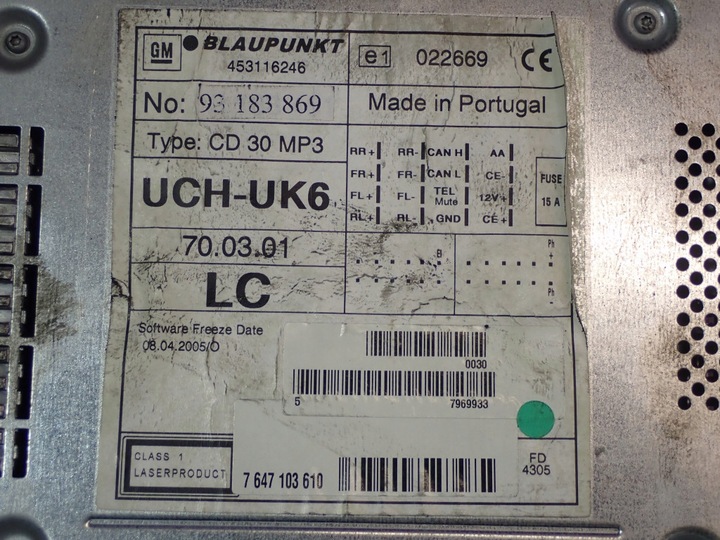 GM BLAUPUNKT
453116246
e1 022669 CE
No: 93 183 869
Made in Portugal
Type: CD 30 MP3
UCH-UK6
RR+ RR- CAN H AA
FR+ FR- CAN L CE-
FL+ FL- TEL Mute 12V+
RL+ RL- GND CE+
FUSE
15 A
70.03.01
LC
B
Ph
+
Ph
-
Software Freeze Date
08.04.2005/O
0030
5 7969933
CLASS 1
LASERPRODUCT
7 647 103 610
FD
4305